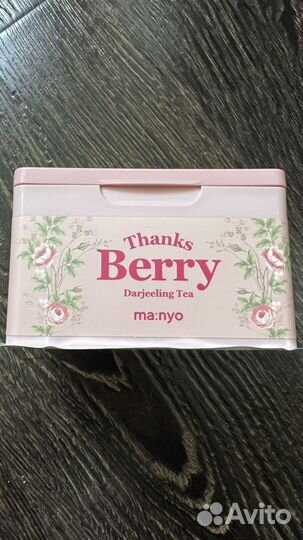 Thanks
Berry
Darjeeling Tea
ma:nyo
Avito